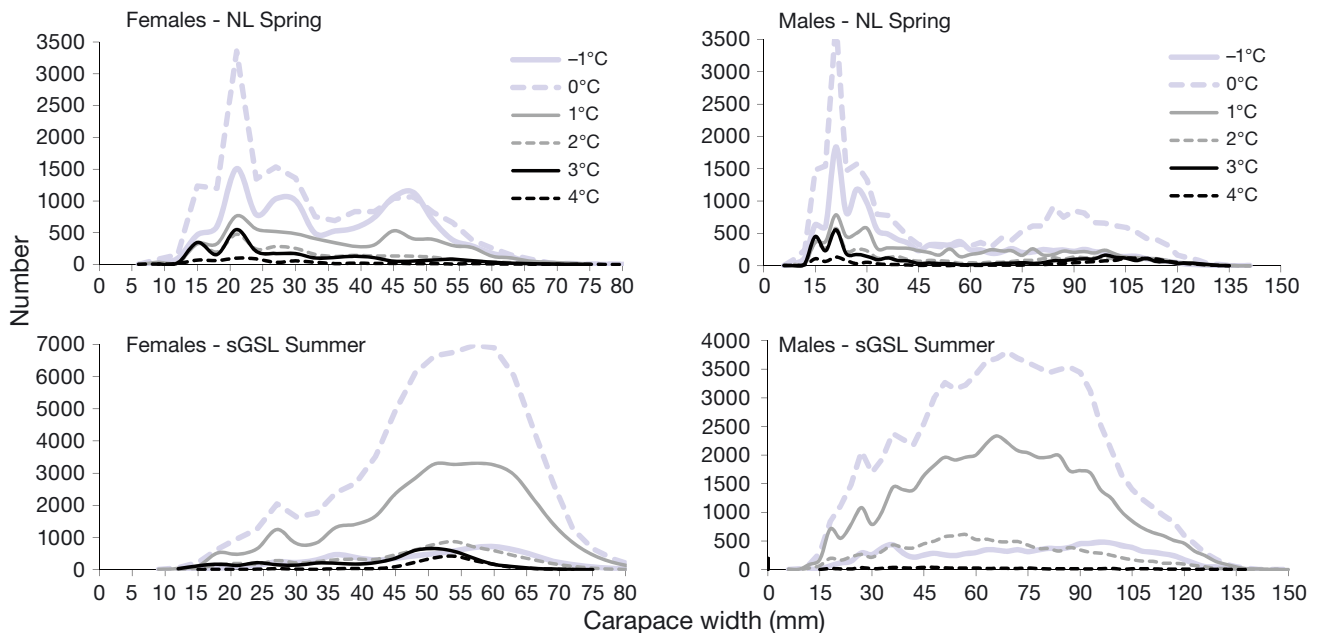 Females - NL Spring
3500
3000
2500
2000
1500
1000
500
0
0 5 10 15 20 25 30 35 40 45 50 55 60 65 70 75 80
–1°C
0°C
1°C
2°C
3°C
4°C
Males - NL Spring
3500
3000
2500
2000
1500
1000
500
0
0 15 30 45 60 75 90 105 120 135 150
–1°C
0°C
1°C
2°C
3°C
4°C
Number
Females - sGSL Summer
7000
6000
5000
4000
3000
2000
1000
0
0 5 10 15 20 25 30 35 40 45 50 55 60 65 70 75 80
Males - sGSL Summer
4000
3500
3000
2500
2000
1500
1000
500
0
0 15 30 45 60 75 90 105 120 135 150
Carapace width (mm)